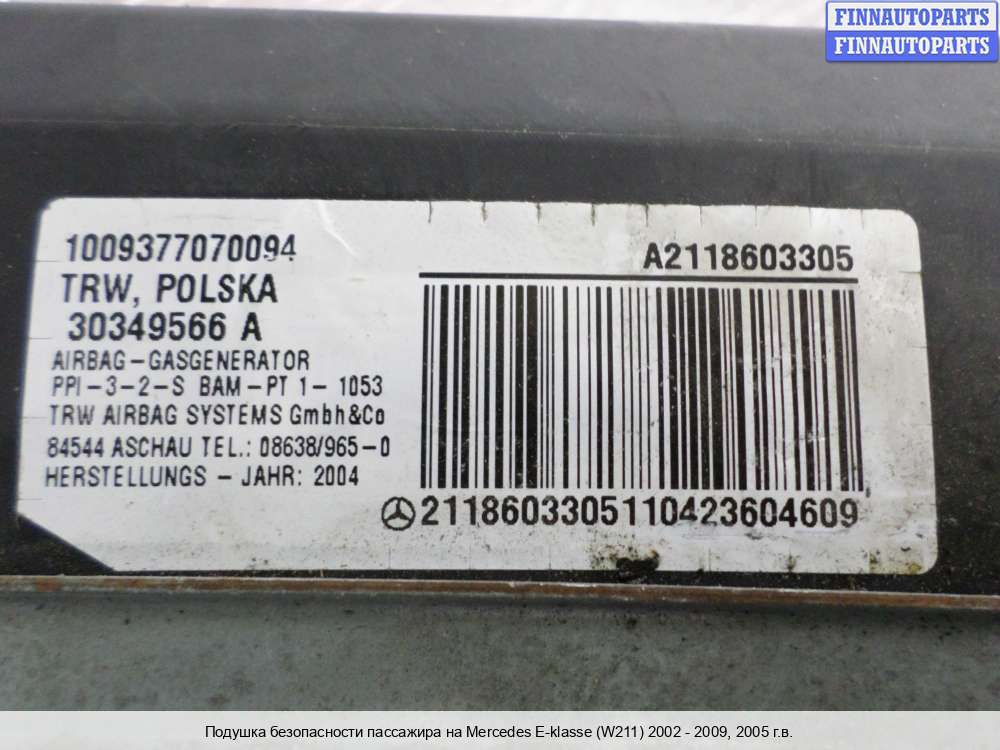 FINNAUTOPARTS
FINNAUTOPARTS
1009377070094
TRW, POLSKA
30349566 A
AIRBAG-GASGENERATOR
PPI-3-2-S BAM-PT 1- 1053
TRW AIRBAG SYSTEMS GmbH&Co
84544 ASCHAU TEL.: 08638/965-0
HERSTELLUNGS - JAHR: 2004
A2118603305
2118603305110423604609
Подушка безопасности пассажира на Mercedes E-klasse (W211) 2002 - 2009, 2005 г.в.